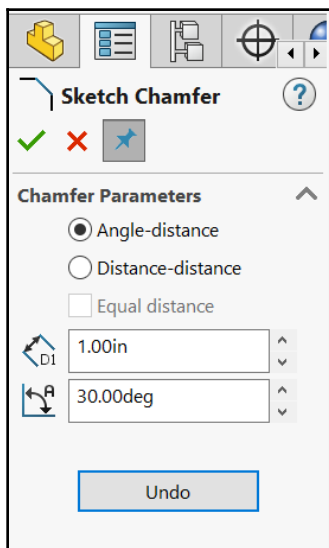 Sketch Chamfer
?
Chamfer Parameters
Angle-distance
Distance-distance
Equal distance
D1
1.00in
A
30.00deg
Undo